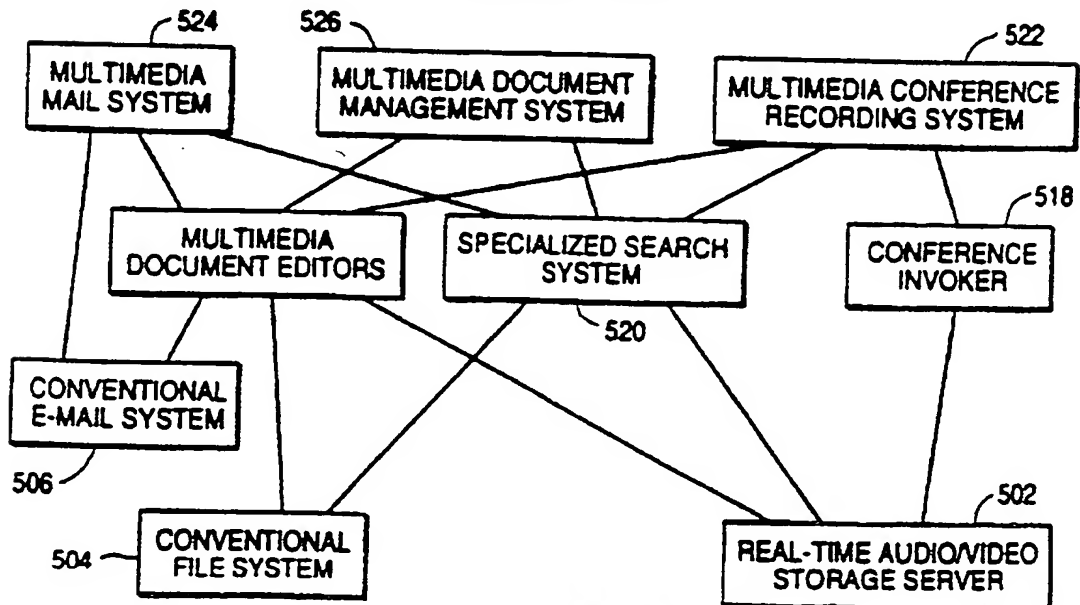 524
MULTIMEDIA
MAIL SYSTEM
526
MULTIMEDIA DOCUMENT
MANAGEMENT SYSTEM
522
MULTIMEDIA CONFERENCE
RECORDING SYSTEM
MULTIMEDIA
DOCUMENT EDITORS
SPECIALIZED SEARCH
SYSTEM
520
518
CONFERENCE
INVOKER
CONVENTIONAL
E-MAIL SYSTEM
506
504
CONVENTIONAL
FILE SYSTEM
502
REAL-TIME AUDIO/VIDEO
STORAGE SERVER